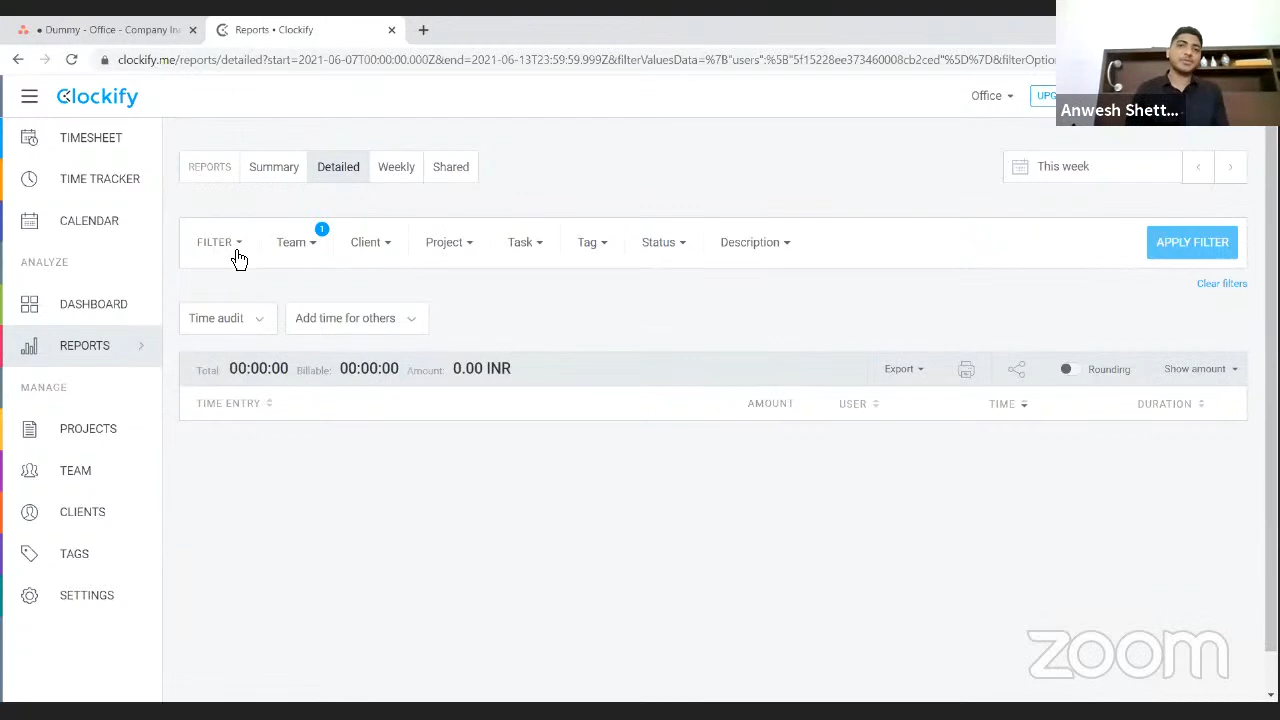 Dummy - Office - Company In
Reports • Clockify
clockify.me/reports/detailed?start=2021-06-07T00:00:00.000Z&end=2021-06-13T23:59:59.999Z&filterValuesData=%7B"users":%5B"5f15228ee373460008cb2ced"%5D%7D&filterOptio
Clockify
Office
UPG
Anwesh Shett...
TIMESHEET
TIME TRACKER
CALENDAR
ANALYZE
DASHBOARD
REPORTS
MANAGE
PROJECTS
TEAM
CLIENTS
TAGS
SETTINGS
REPORTS Summary Detailed Weekly Shared
This week
FILTER Team 1 Client Project Task Tag Status Description APPLY FILTER
Clear filters
Time audit Add time for others
Total 00:00:00 Billable: 00:00:00 Amount: 0.00 INR Export Rounding Show amount
TIME ENTRY AMOUNT USER TIME DURATION
zoom